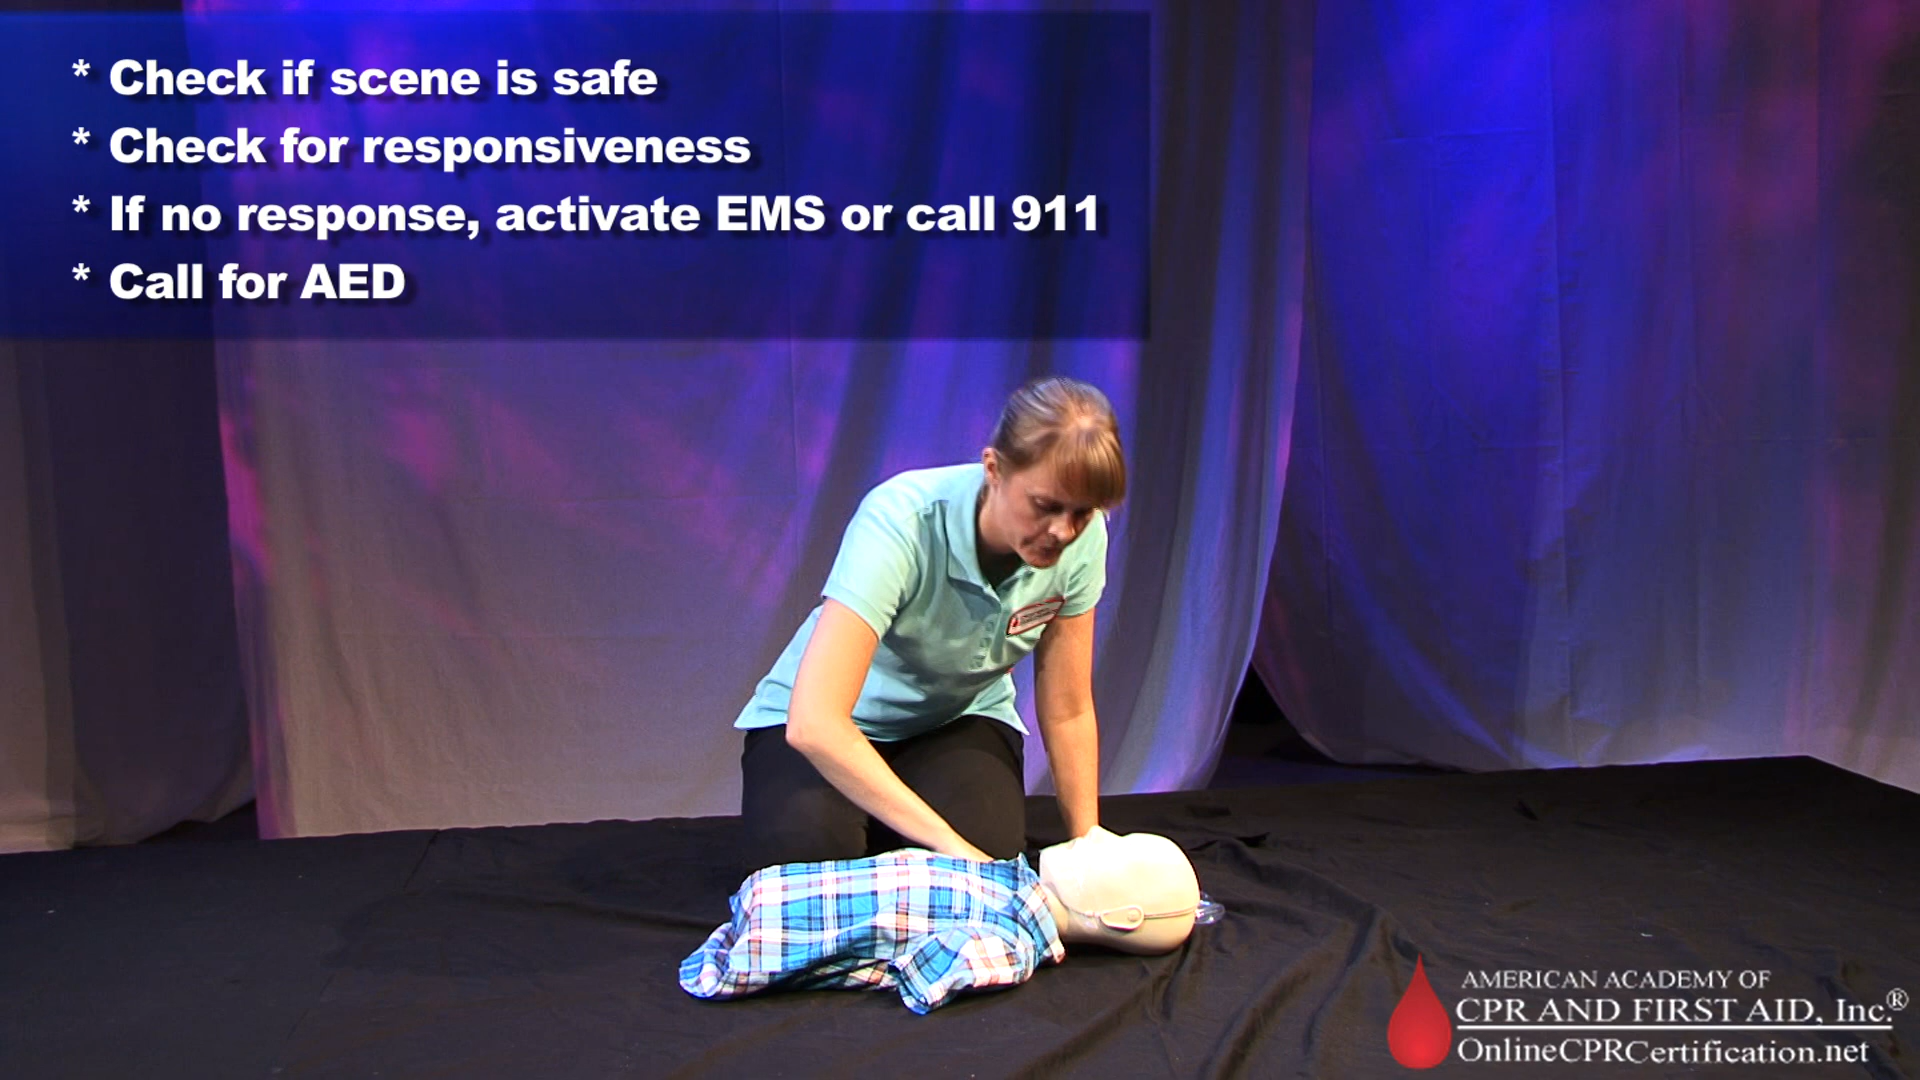 * Check if scene is safe
* Check for responsiveness
* If no response, activate EMS or call 911
* Call for AED
AMERICAN ACADEMY OF
CPR AND FIRST AID, Inc.®
OnlineCPRCertification.net